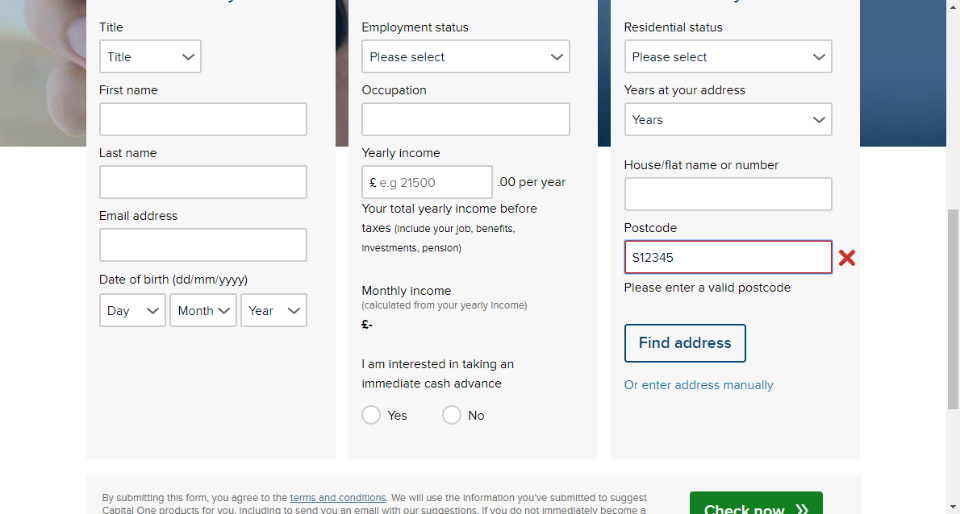 Title
Title
First name
Last name
Email address
Date of birth (dd/mm/yyyy)
Day
Month
Year
Employment status
Please select
Occupation
Yearly income
£ e.g 21500
.00 per year
Your total yearly income before
taxes (include your job, benefits,
investments, pension)
Monthly income
(calculated from your yearly income)
£-
I am interested in taking an
immediate cash advance
Yes
No
Residential status
Please select
Years at your address
Years
House/flat name or number
Postcode
S12345
Please enter a valid postcode
Find address
Or enter address manually
By submitting this form, you agree to the terms and conditions. We will use the information you've submitted to suggest
Capital One products for you, including to send you an email with our suggestions. If you do not immediately become a
Check now